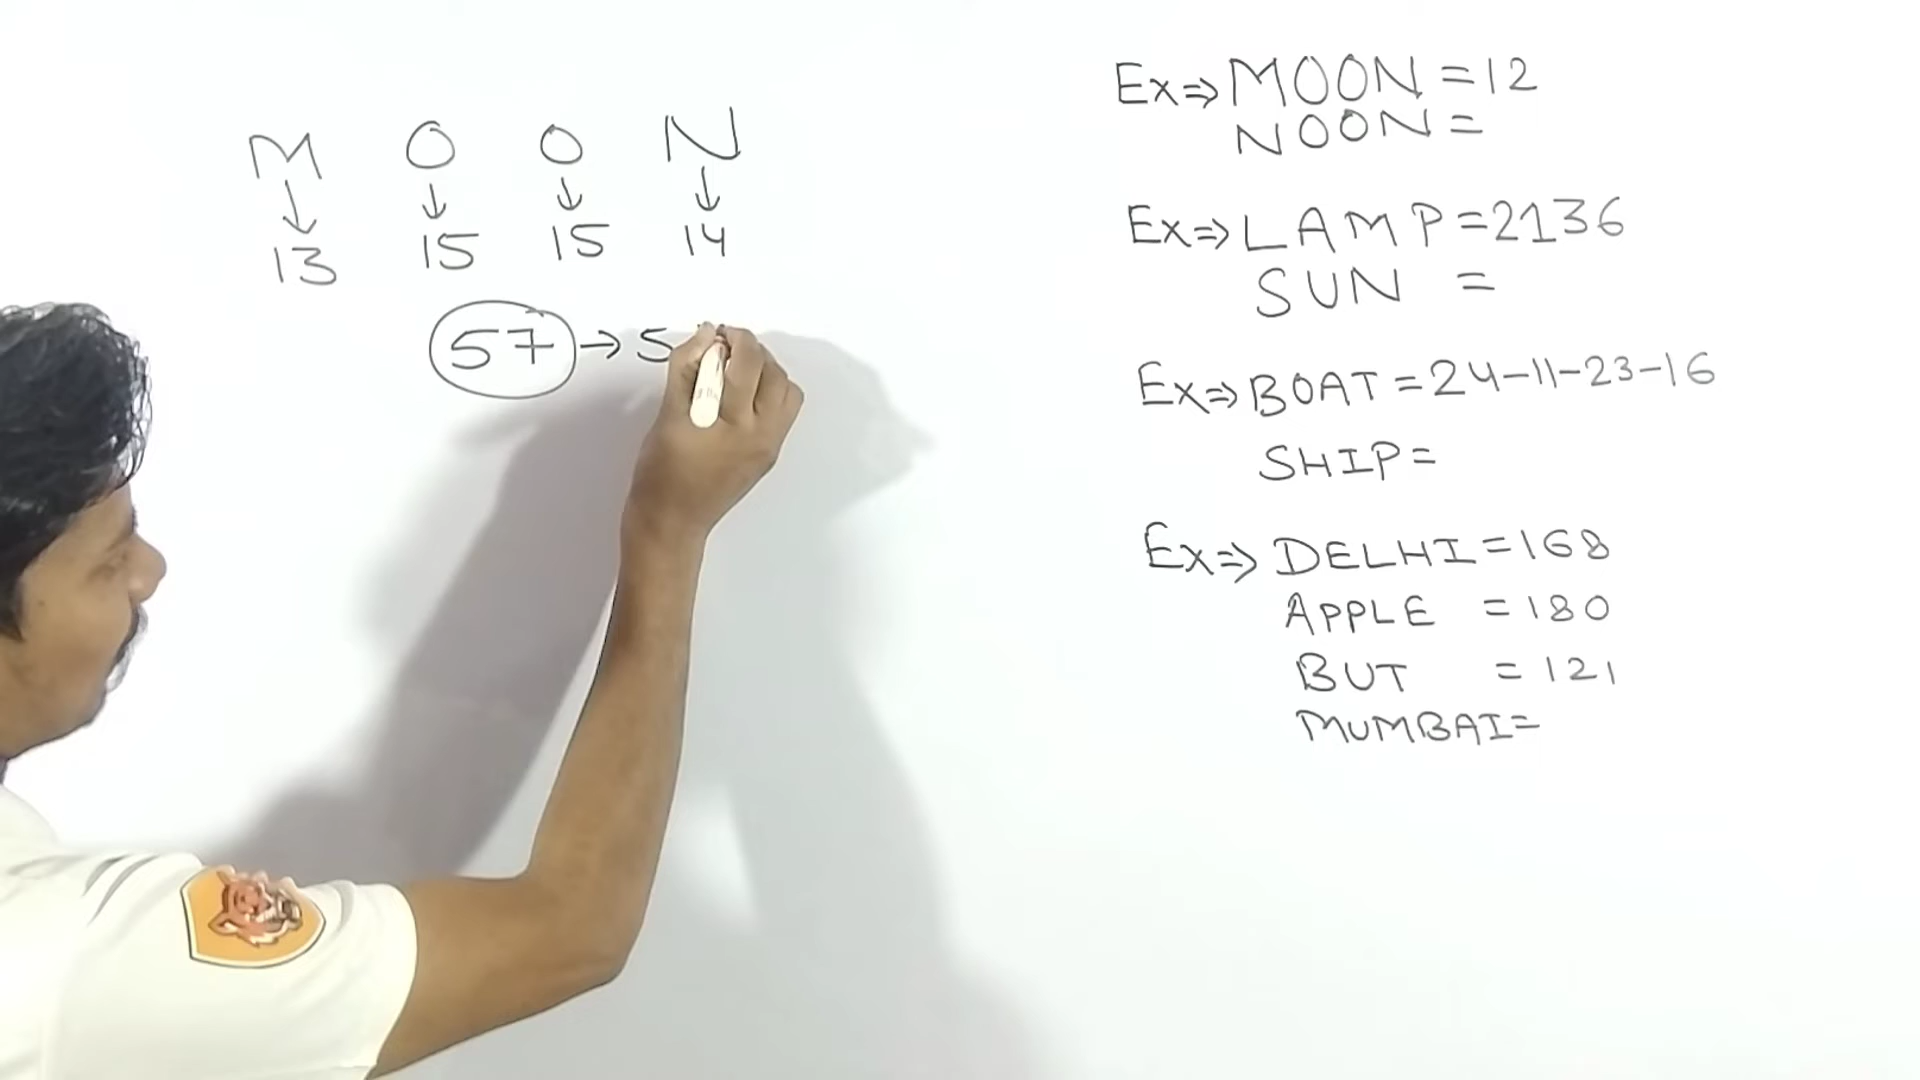 M O O N
↓ ↓ ↓ ↓
13 15 15 14
57 → 5
Ex⇒ MOON = 12
NOON =
Ex⇒ LAMP = 2136
SUN =
Ex⇒ BOAT = 24-11-23-16
SHIP =
Ex⇒ DELHI = 168
APPLE = 180
BUT = 121
MUMBAI =